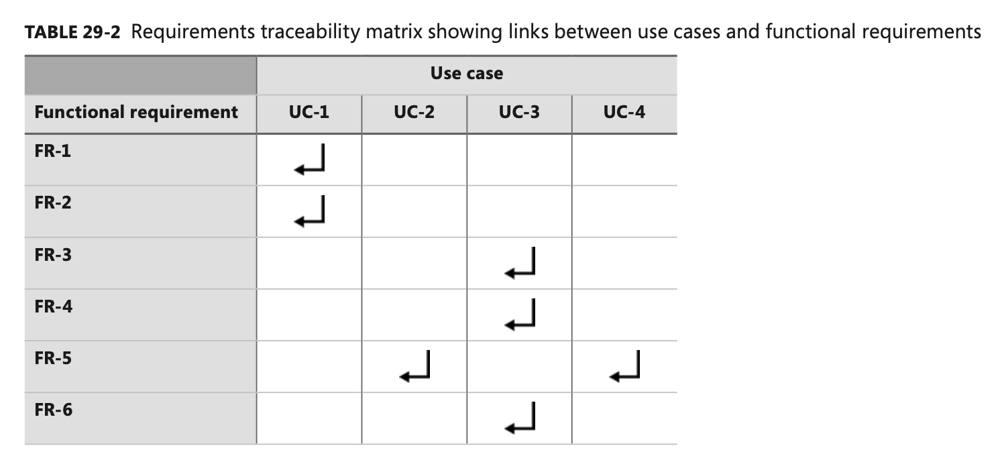 TABLE 29-2 Requirements traceability matrix showing links between use cases and functional requirements
Use case
Functional requirement UC-1 UC-2 UC-3 UC-4
FR-1
FR-2
FR-3
FR-4
FR-5
FR-6